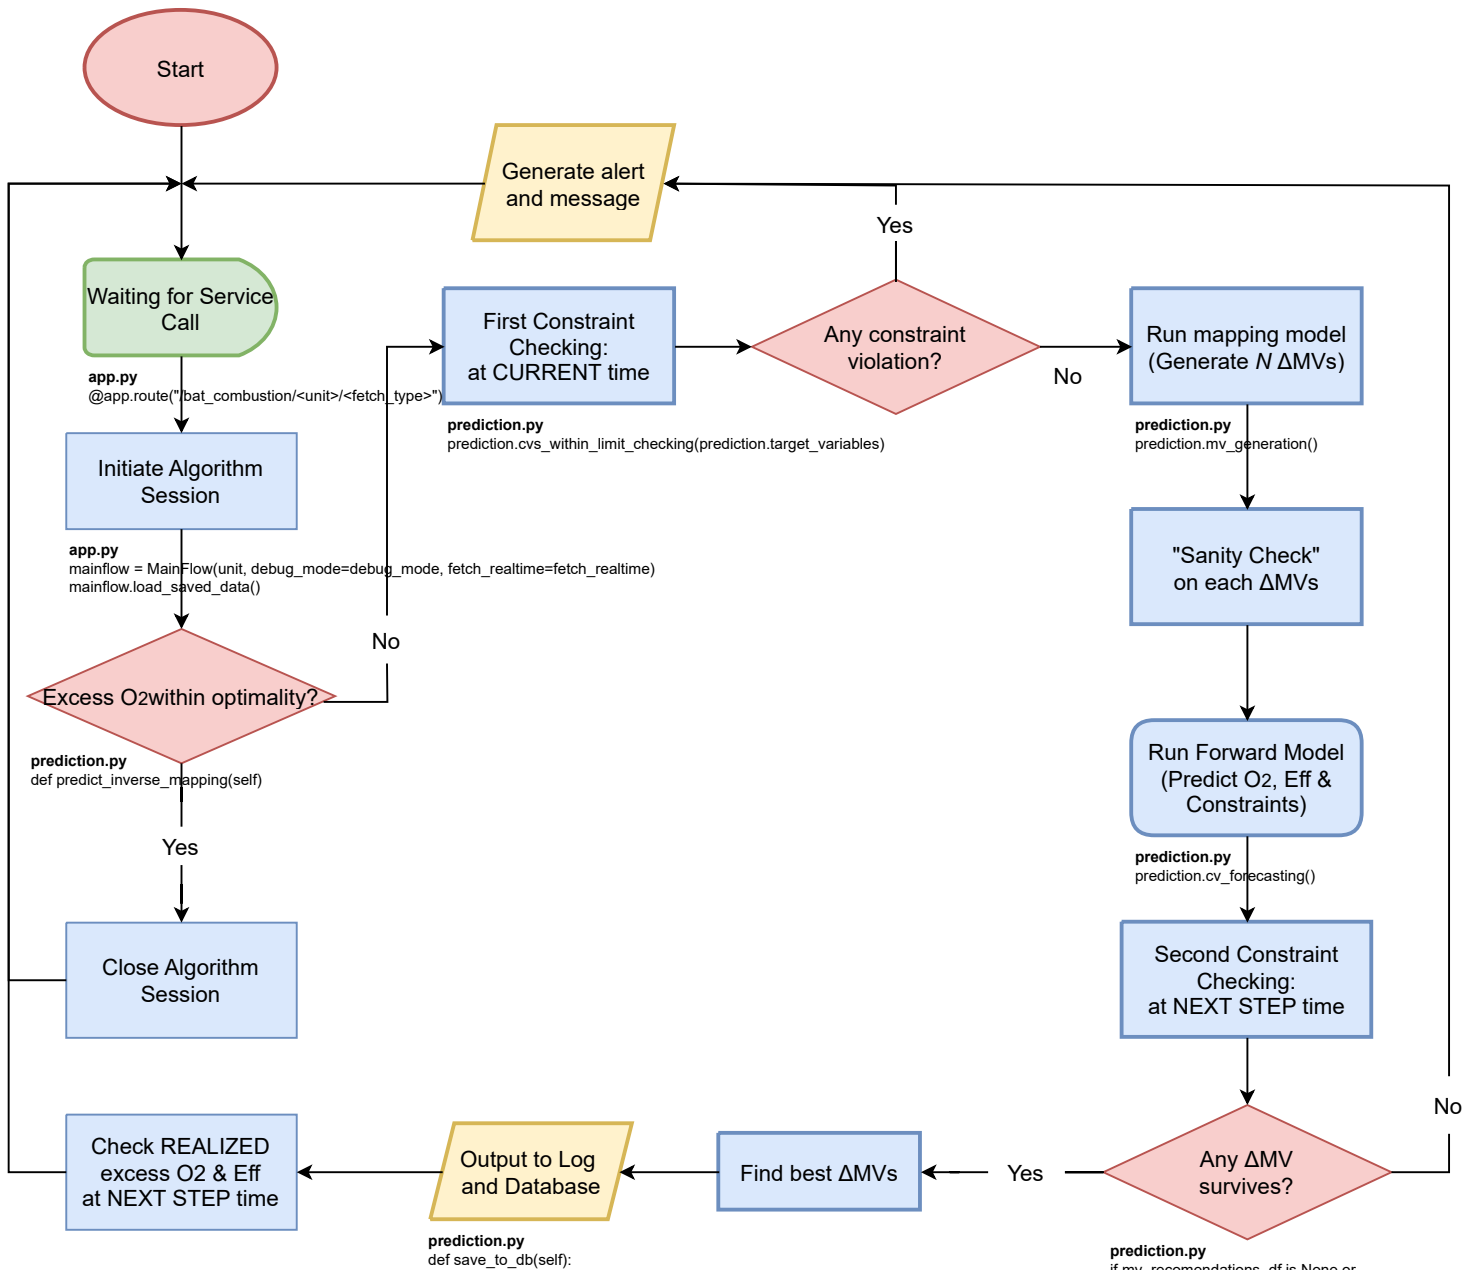 Start
Generate alert
and message
Yes
Waiting for Service
Call
app.py
@app.route("/bat_combustion/<unit>/<fetch_type>")
First Constraint
Checking:
at CURRENT time
prediction.py
prediction.cvs_within_limit_checking(prediction.target_variables)
Any constraint
violation?
No
Run mapping model
(Generate N ΔMVs)
prediction.py
prediction.mv_generation()
Initiate Algorithm
Session
app.py
mainflow = MainFlow(unit, debug_mode=debug_mode, fetch_realtime=fetch_realtime)
mainflow.load_saved_data()
"Sanity Check"
on each ΔMVs
No
Excess O2within optimality?
prediction.py
def predict_inverse_mapping(self)
Yes
Run Forward Model
(Predict O2, Eff &
Constraints)
prediction.py
prediction.cv_forecasting()
Close Algorithm
Session
Second Constraint
Checking:
at NEXT STEP time
No
Check REALIZED
excess O2 & Eff
at NEXT STEP time
Output to Log
and Database
prediction.py
def save_to_db(self):
Find best ΔMVs
Yes
Any ΔMV
survives?
prediction.py
if mv_recomendations_df is None or